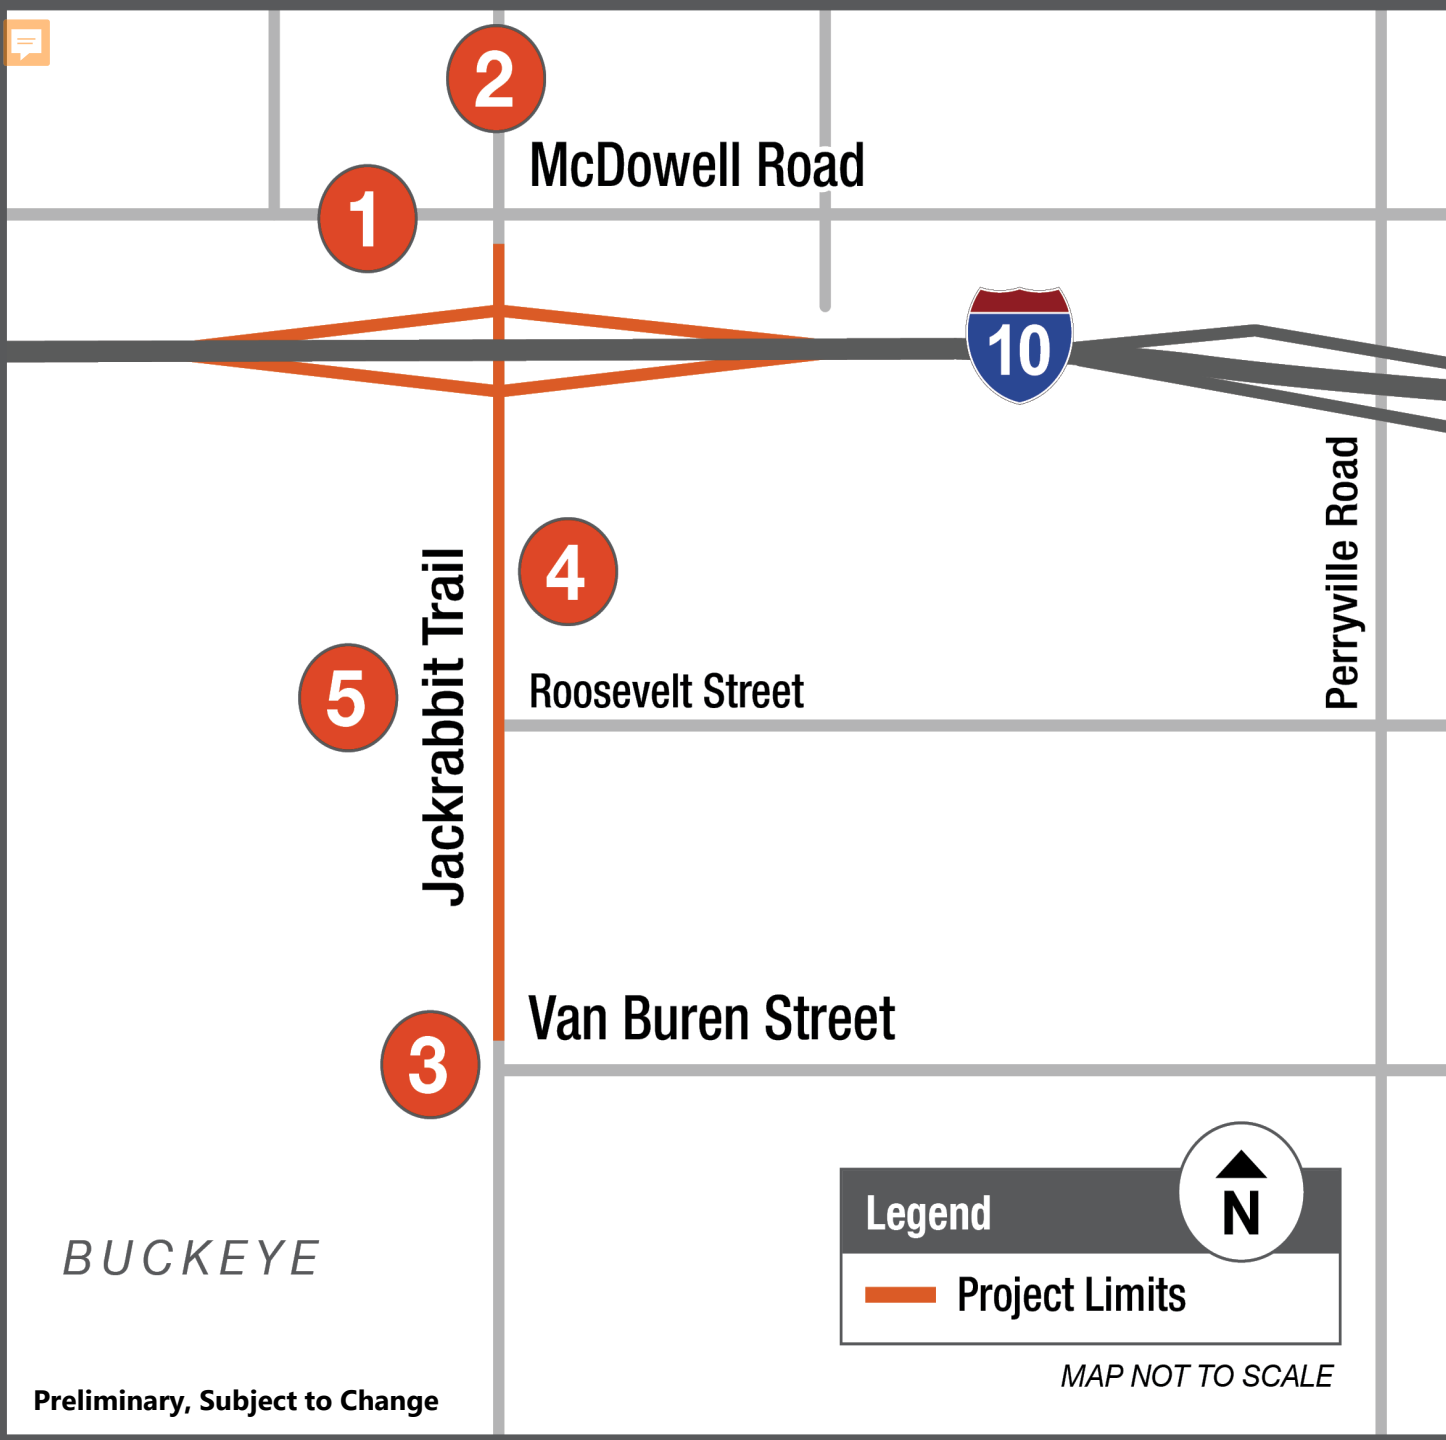 2
McDowell Road
1
10
Perryville Road
4
Jackrabbit Trail
5
Roosevelt Street
Van Buren Street
3
N
Legend
Project Limits
BUCKEYE
MAP NOT TO SCALE
Preliminary, Subject to Change